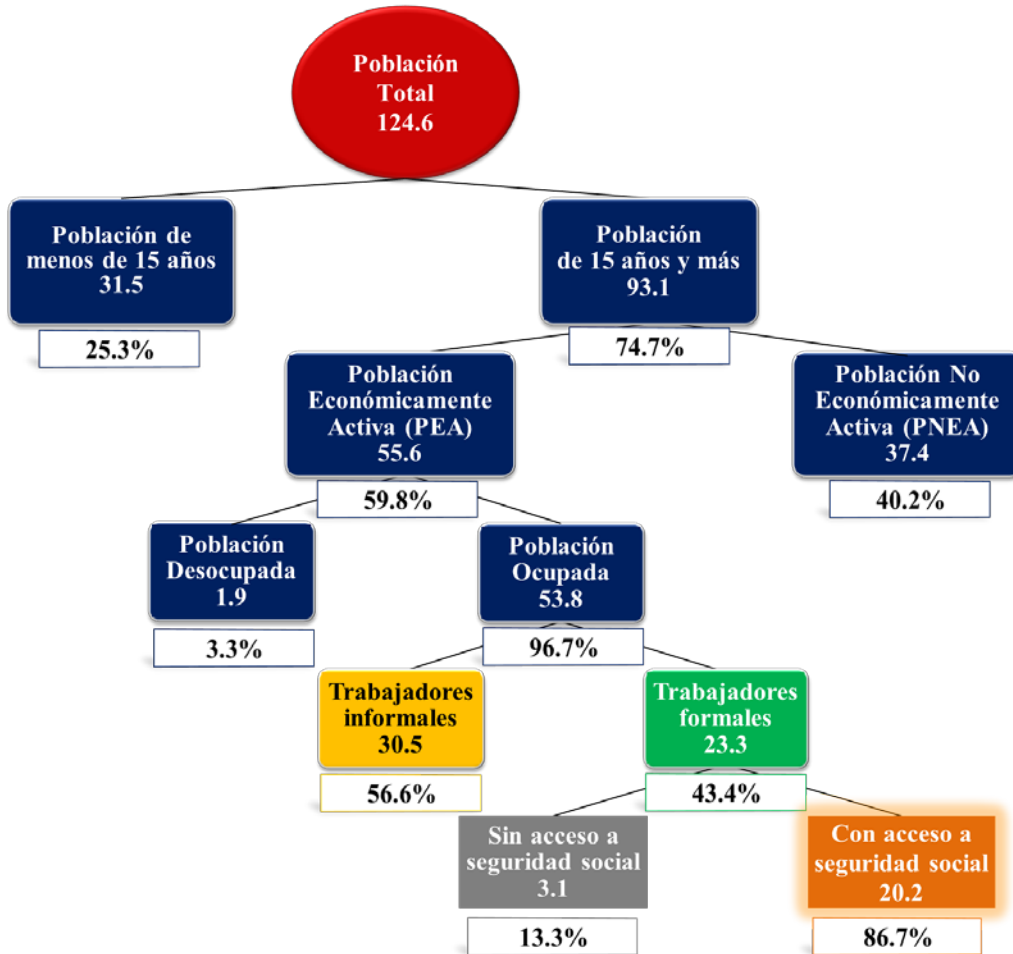 Población
Total
124.6
Población de
menos de 15 años
31.5
25.3%
Población
de 15 años y más
93.1
74.7%
Población
Económicamente
Activa (PEA)
55.6
59.8%
Población No
Económicamente
Activa (PNEA)
37.4
40.2%
Población
Desocupada
1.9
3.3%
Población
Ocupada
53.8
96.7%
Trabajadores
informales
30.5
56.6%
Trabajadores
formales
23.3
43.4%
Sin acceso a
seguridad social
3.1
13.3%
Con acceso a
seguridad social
20.2
86.7%